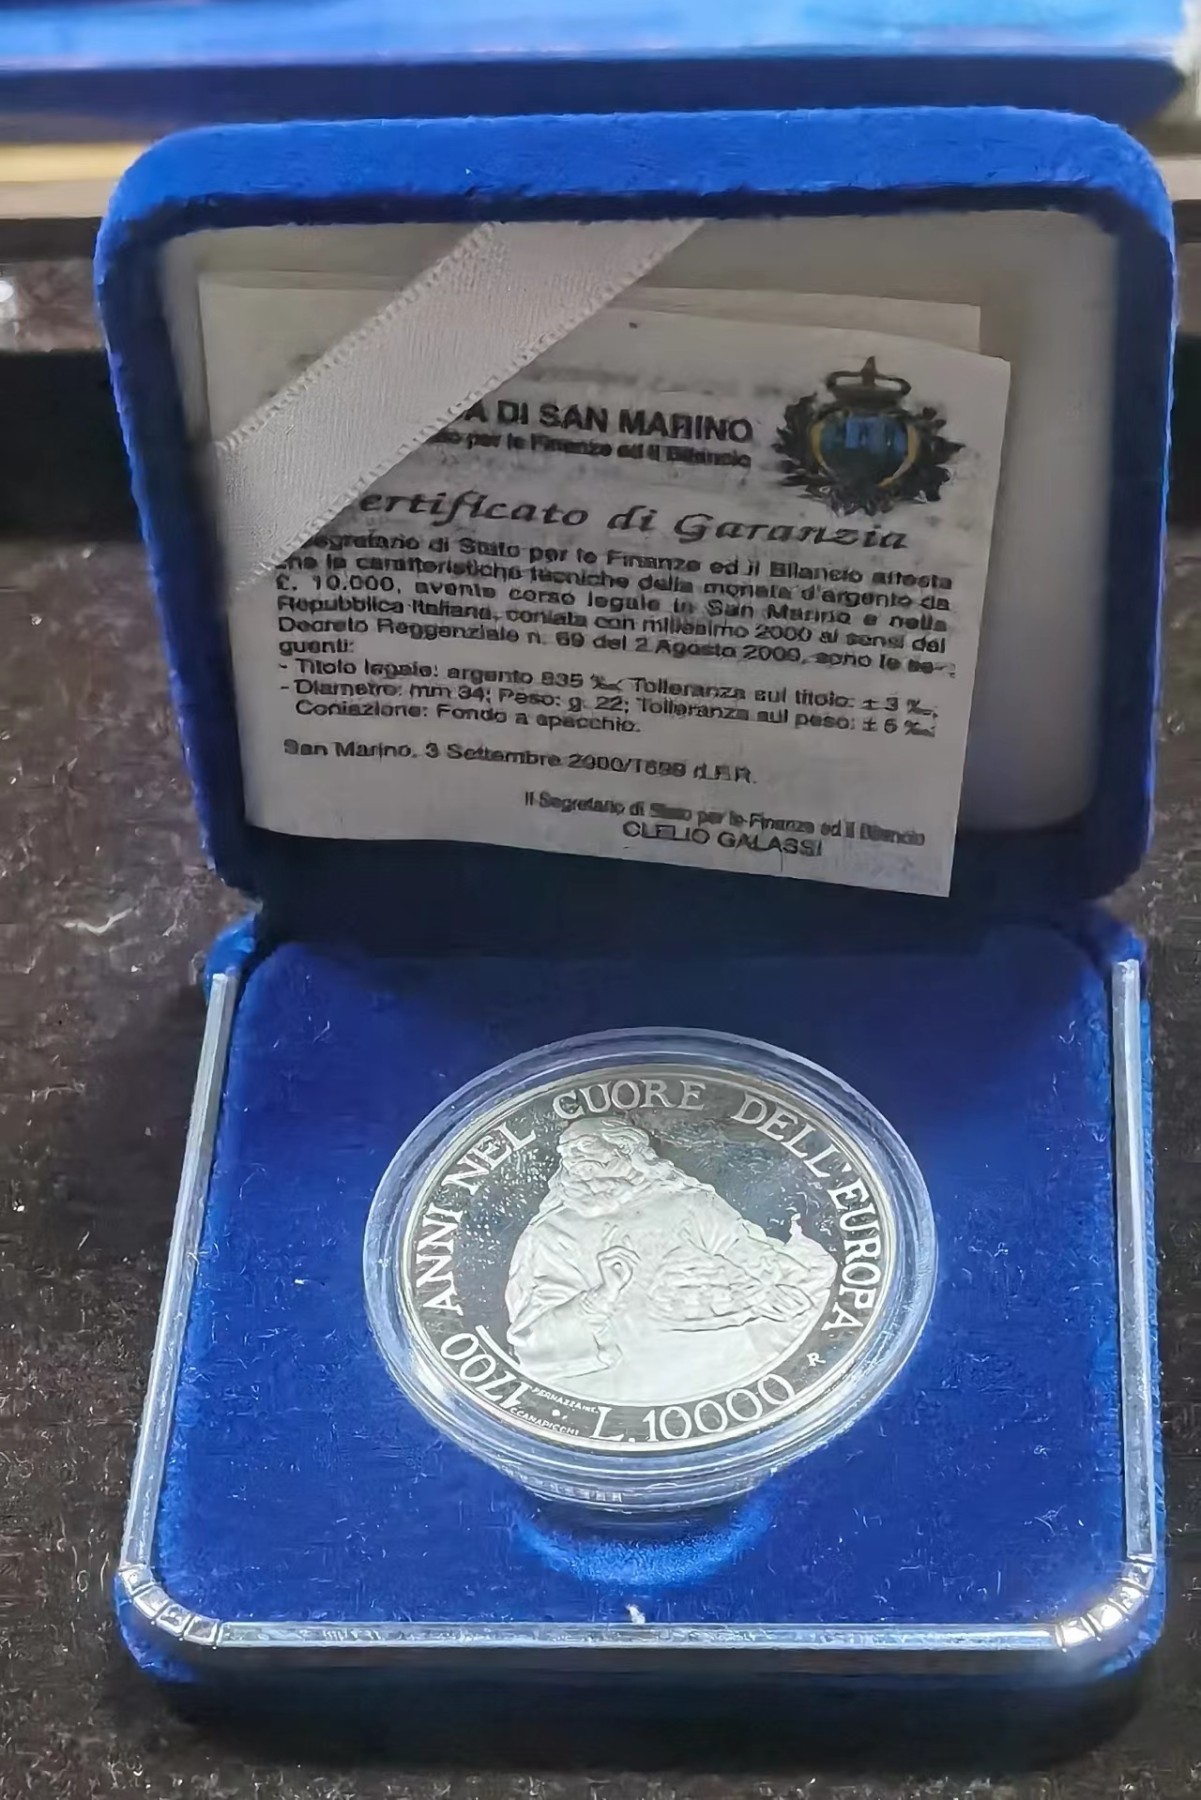 A DI SAN MARINO
per le Finanze ed il Bilancio
ertificato di Garanzia
egretario di Stato per le Finanze ed il Bilancio attesta
che le caratteristiche tecniche della moneta d'argento da
£. 10.000, avente corso legale in San Marino e nella
Repubblica Italiana, coniata con millesimo 2000 ai sensi del
Decreto Reggenziale n. 69 del 2 Agosto 2000, sono le se-
guenti:
- Titolo legale: argento 835 ‰ Tolleranza sul titolo: ± 3 ‰;
- Diametro: mm 34; Peso: g. 22; Tolleranza sul peso: ± 5 ‰;
Coniazione: Fondo a specchio.
San Marino, 3 Settembre 2000/1699 d.F.R.
Il Segretario di Stato per le Finanze ed il Bilancio
CLELIO GALASSI
1700 ANNI NEL CUORE DELL'EUROPA
R
PERNAZZA INC.
C.CANAPICCHI
L.10000